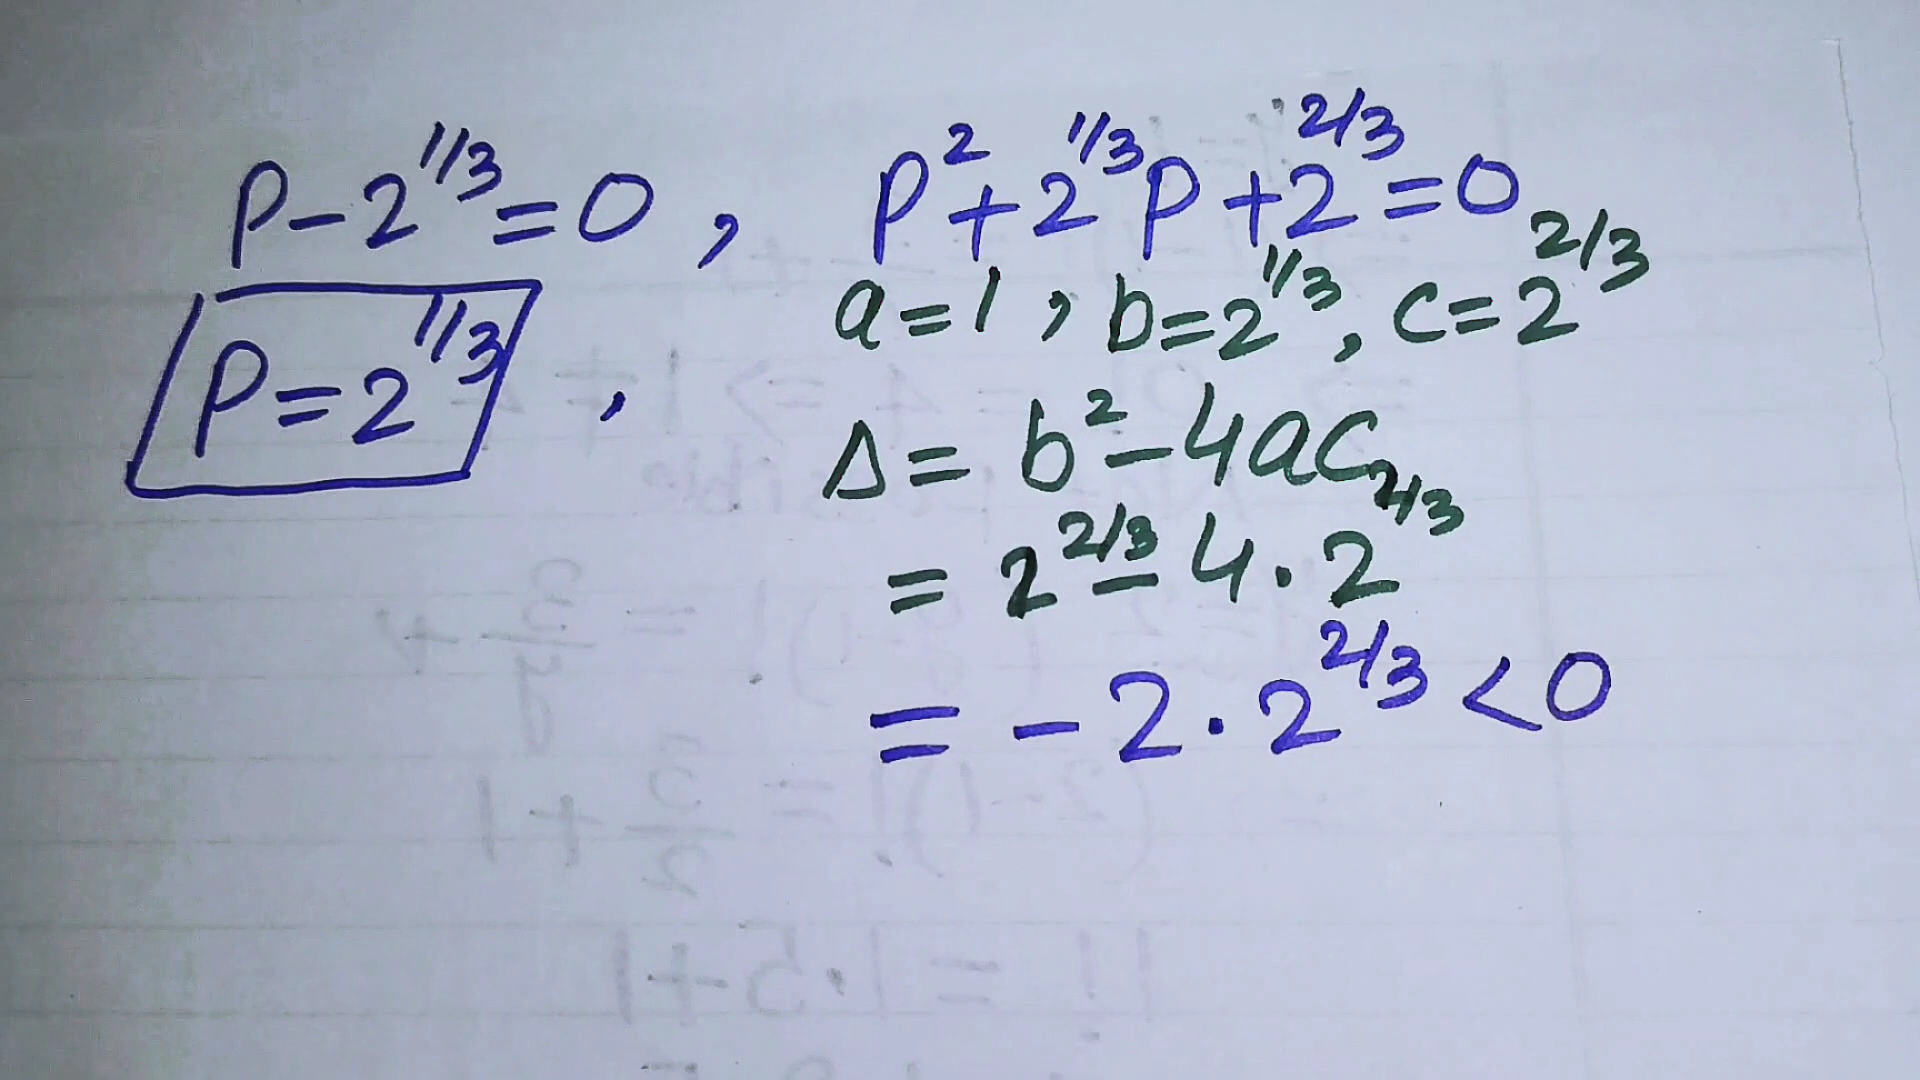 P-2^{1/3}=0, P^2+2^{1/3}P+2^{2/3}=0
a=1, b=2^{1/3}, c=2^{2/3}
P=2^{1/3},
Δ=b^2-4ac
=2^{2/3}-4·2^{2/3}
=-2·2^{2/3}<0